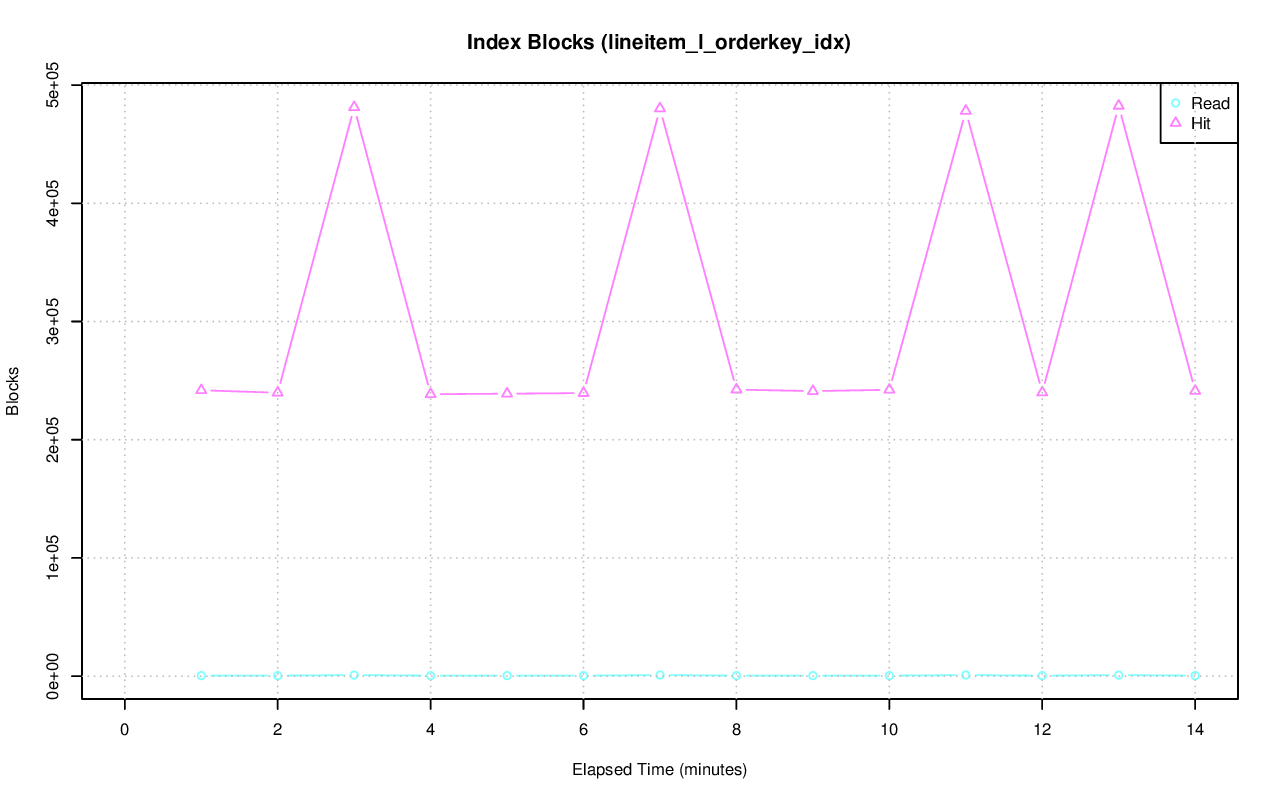 Index Blocks (lineitem_l_orderkey_idx)
Read
Hit
Blocks
5e+05
4e+05
3e+05
2e+05
1e+05
0e+00
0 2 4 6 8 10 12 14
Elapsed Time (minutes)